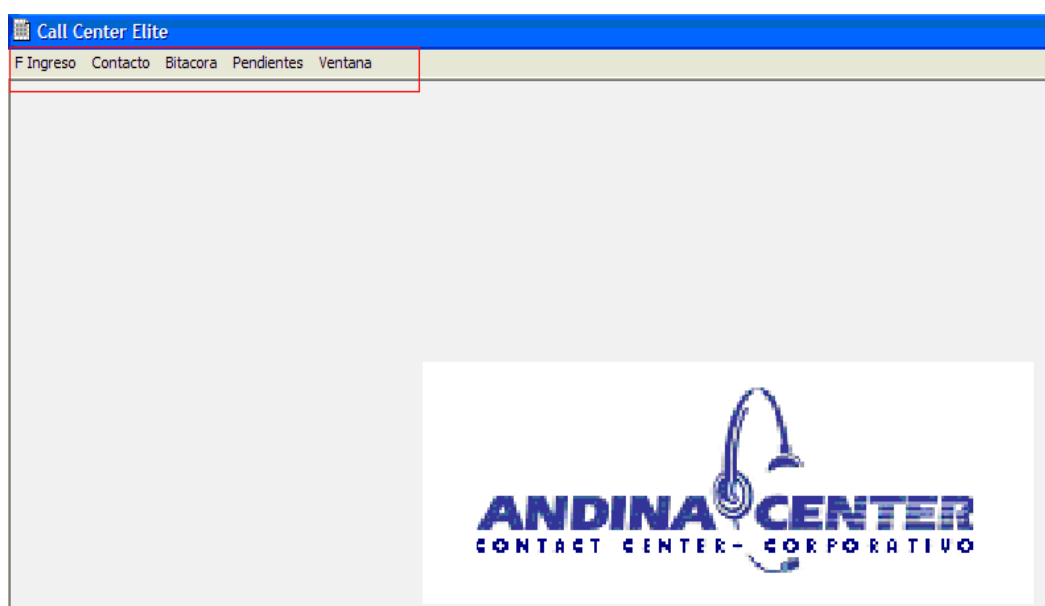 Call Center Elite
F Ingreso Contacto Bitacora Pendientes Ventana
ANDINA CENTER
CONTACT CENTER- CORPORATIVO